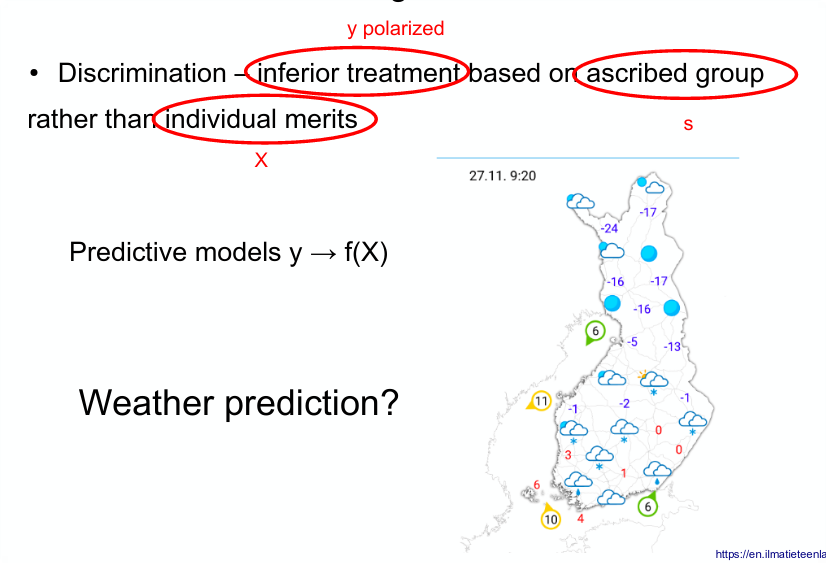 y polarized
• Discrimination – inferior treatment based on ascribed group
rather than individual merits
s
X
27.11. 9:20
Predictive models y → f(X)
Weather prediction?
-17
-24
-16
-17
-16
6
-5
-13
11
-1
-2
-1
0
3
0
1
6
10
4
6
https://en.ilmatieteenla